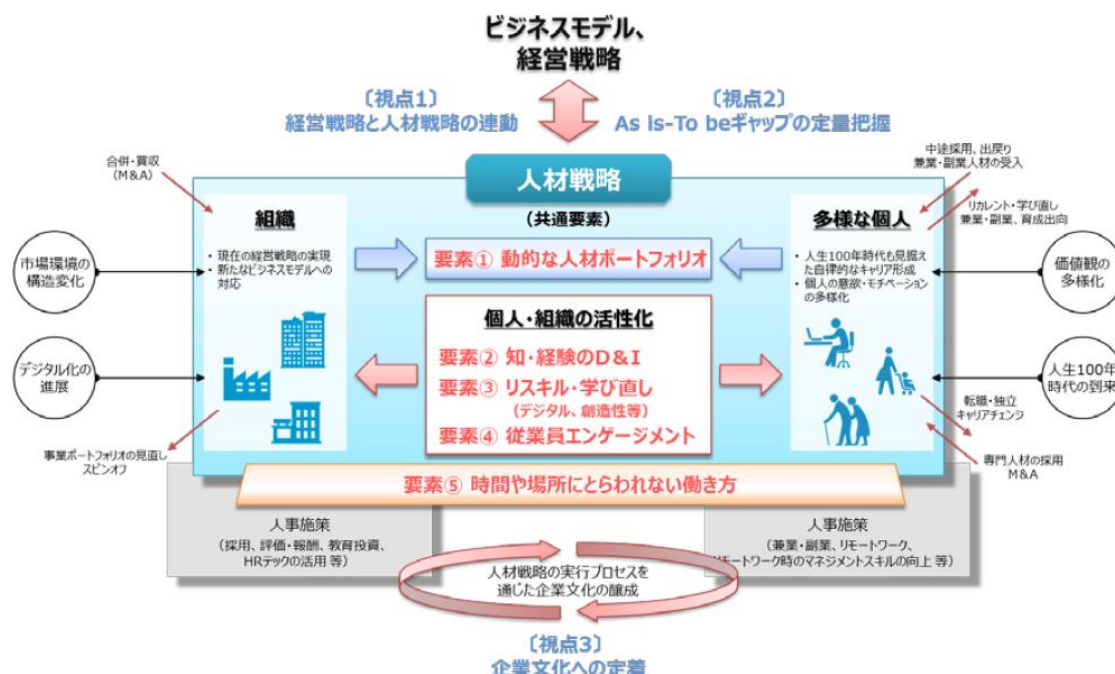 ビジネスモデル、
経営戦略
〔視点1〕
経営戦略と人材戦略の連動
〔視点2〕
As is-To beギャップの定量把握
合併・買収
(M&A)
中途採用、出戻り
兼業・副業人材の受入
リカレント・学び直し
兼業・副業、育成出向
人材戦略
(共通要素)
組織
・現在の経営戦略の実現
・新たなビジネスモデルへの
対応
多様な個人
・人生100年時代も見据え
た自律的なキャリア形成
・個人の意欲・モチベーション
の多様化
要素① 動的な人材ポートフォリオ
市場環境の
構造変化
デジタル化の
進展
価値観の
多様化
人生100年
時代の到来
個人・組織の活性化
要素② 知・経験のD&I
要素③ リスキル・学び直し
(デジタル、創造性等)
要素④ 従業員エンゲージメント
事業ポートフォリオの見直し
スピンオフ
転職・独立
キャリアチェンジ
専門人材の採用
M&A
要素⑤ 時間や場所にとらわれない働き方
人事施策
(採用、評価・報酬、教育投資、
HRテックの活用 等)
人事施策
(兼業・副業、リモートワーク、
リモートワーク時のマネジメントスキルの向上 等)
人材戦略の実行プロセスを
通じた企業文化の醸成
〔視点3〕
企業文化への定着